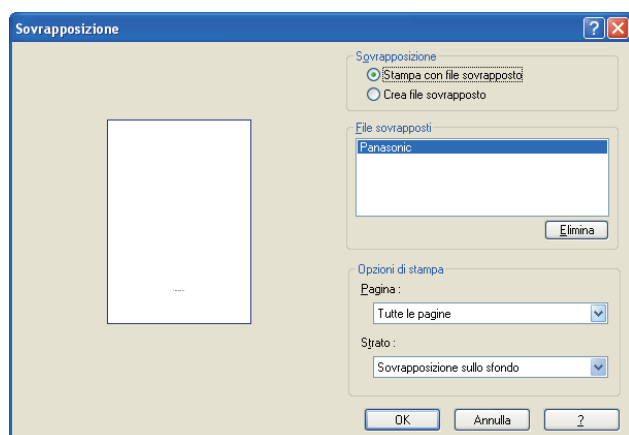 Sovrapposizione
Sovrapposizione
Stampa con file sovrapposto
Crea file sovrapposto
File sovrapposti
Panasonic
Elimina
Opzioni di stampa
Pagina :
Tutte le pagine
Strato :
Sovrapposizione sullo sfondo
OK
Annulla
?